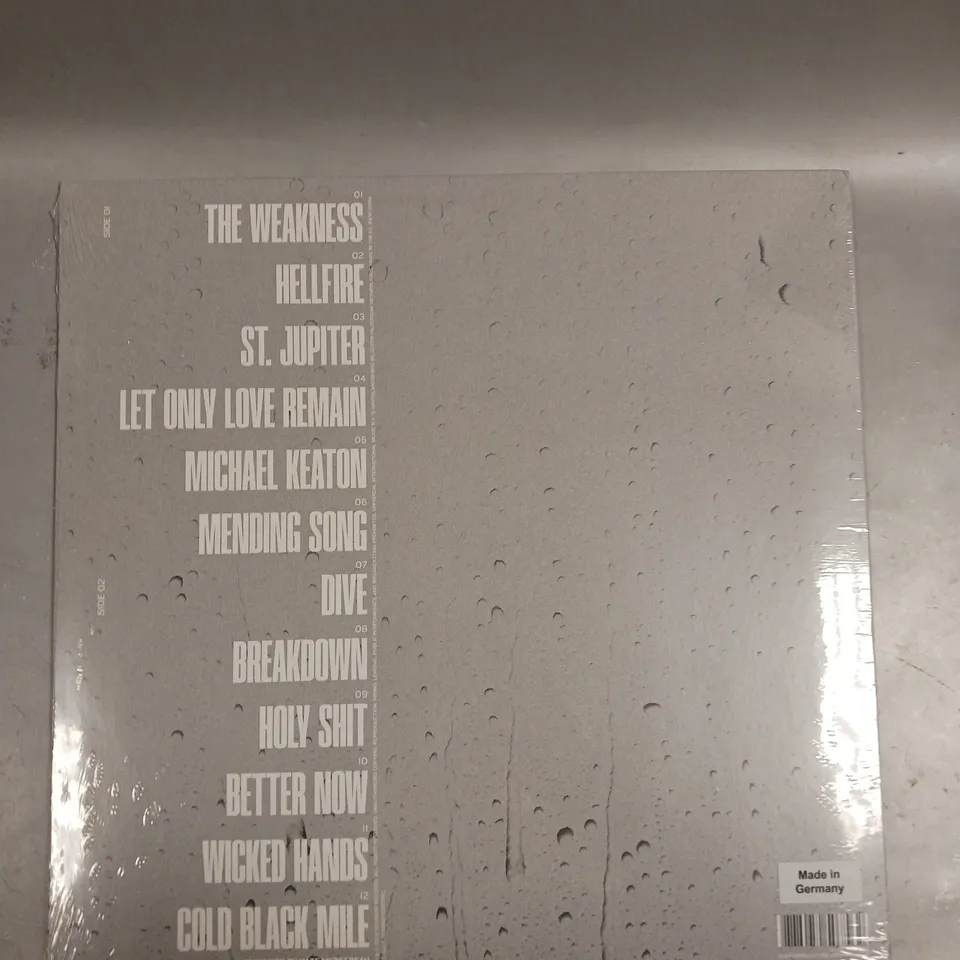 SIDE 01
01
THE WEAKNESS
02
HELLFIRE
03
ST. JUPITER
04
LET ONLY LOVE REMAIN
05
MICHAEL KEATON
06
MENDING SONG
SIDE 02
07
DIVE
08
BREAKDOWN
09
HOLY SHIT
10
BETTER NOW
11
WICKED HANDS
12
COLD BLACK MILE
Made in
Germany